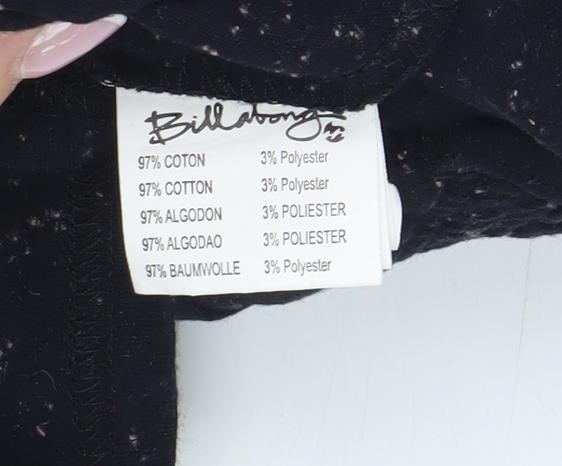 Billabong
97% COTON 3% Polyester
97% COTTON 3% Polyester
97% ALGODON 3% POLIESTER
97% ALGODAO 3% POLIESTER
97% BAUMWOLLE 3% Polyester